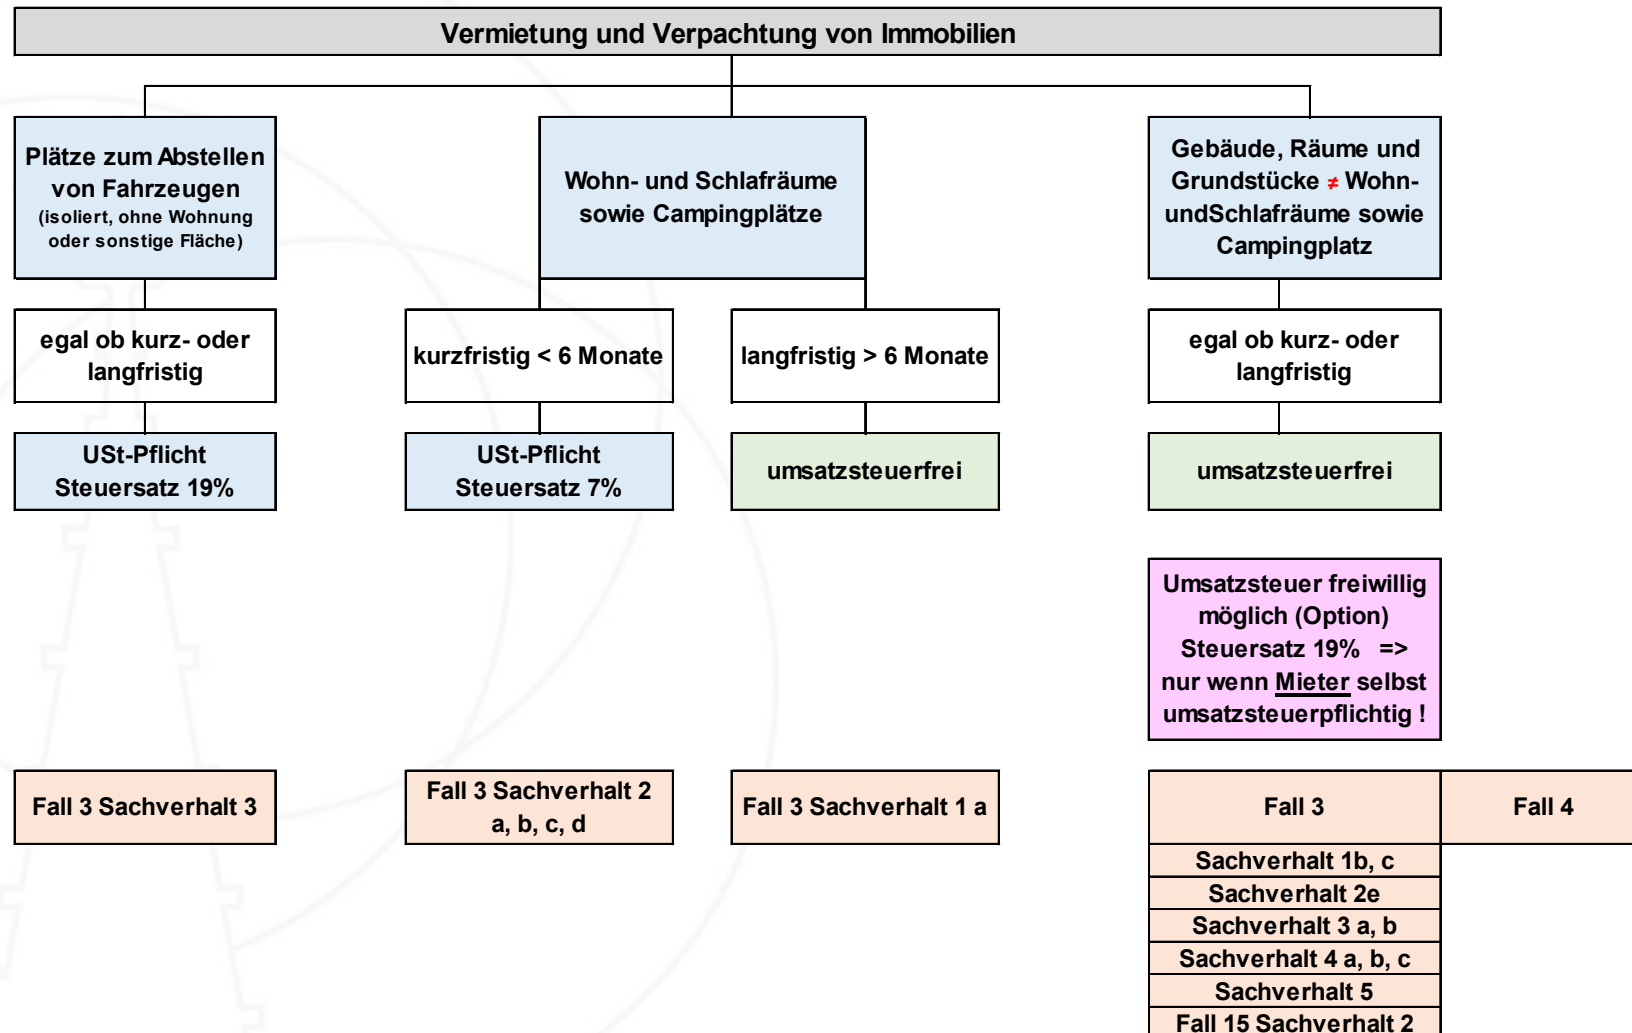 Vermietung und Verpachtung von Immobilien
Plätze zum Abstellen
von Fahrzeugen
(isoliert, ohne Wohnung
oder sonstige Fläche)
Wohn- und Schlafräume
sowie Campingplätze
Gebäude, Räume und
Grundstücke ≠ Wohn-
undSchlafräume sowie
Campingplatz
egal ob kurz- oder
langfristig
kurzfristig < 6 Monate
langfristig > 6 Monate
egal ob kurz- oder
langfristig
USt-Pflicht
Steuersatz 19%
USt-Pflicht
Steuersatz 7%
umsatzsteuerfrei
umsatzsteuerfrei
Umsatzsteuer freiwillig
möglich (Option)
Steuersatz 19% =>
nur wenn Mieter selbst
umsatzsteuerpflichtig !
Fall 3 Sachverhalt 3
Fall 3 Sachverhalt 2
a, b, c, d
Fall 3 Sachverhalt 1 a
Fall 3
Fall 4
Sachverhalt 1b, c
Sachverhalt 2e
Sachverhalt 3 a, b
Sachverhalt 4 a, b, c
Sachverhalt 5
Fall 15 Sachverhalt 2